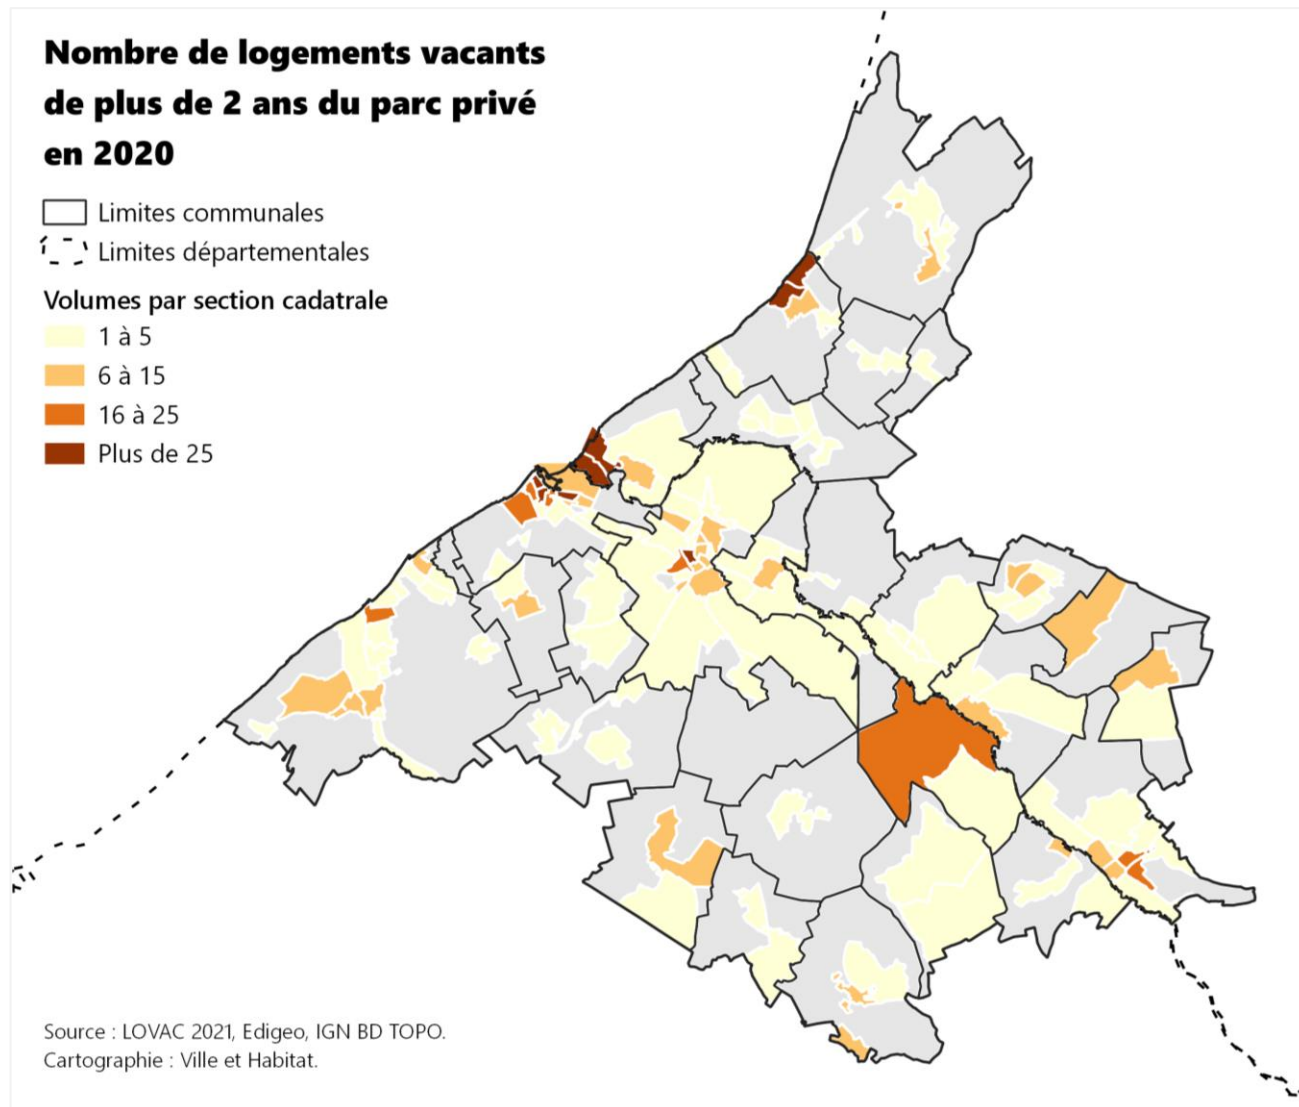 Nombre de logements vacants
de plus de 2 ans du parc privé
en 2020
Limites communales
Limites départementales
Volumes par section cadatrale
1 à 5
6 à 15
16 à 25
Plus de 25
Source : LOVAC 2021, Edigeo, IGN BD TOPO.
Cartographie : Ville et Habitat.